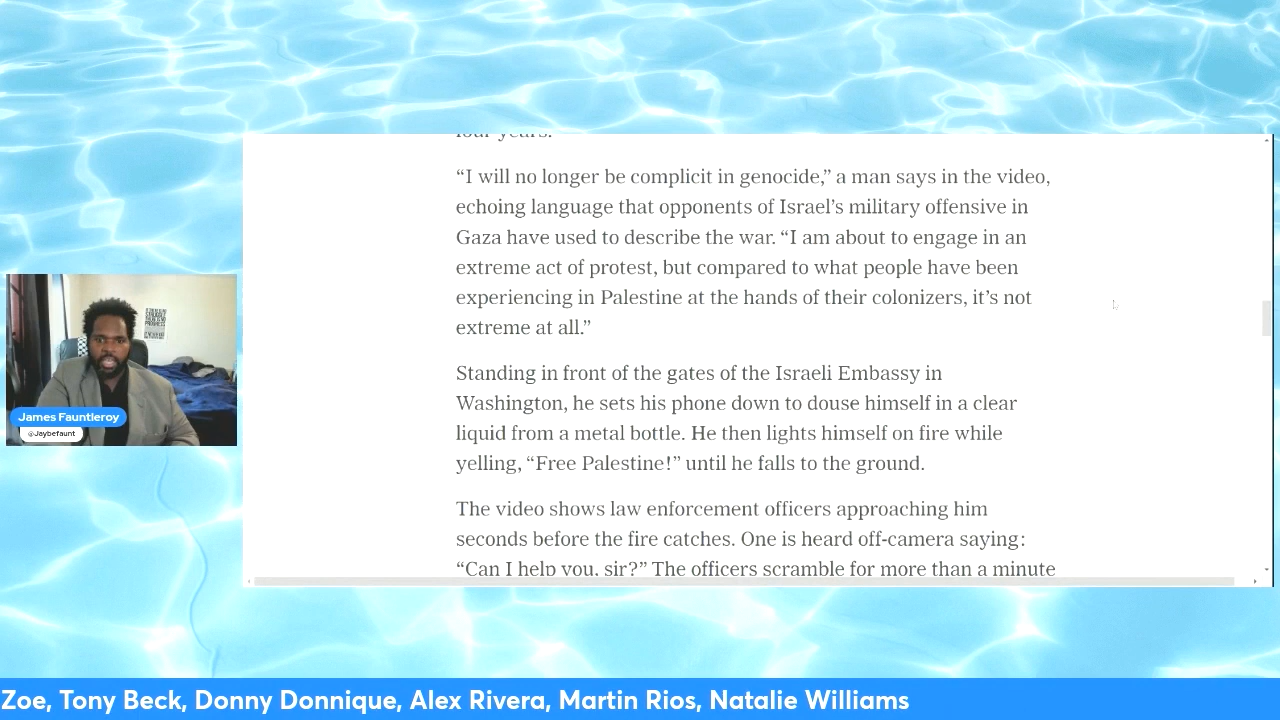 four years.
“I will no longer be complicit in genocide,” a man says in the video,
echoing language that opponents of Israel’s military offensive in
Gaza have used to describe the war. “I am about to engage in an
extreme act of protest, but compared to what people have been
experiencing in Palestine at the hands of their colonizers, it’s not
extreme at all.”
Standing in front of the gates of the Israeli Embassy in
Washington, he sets his phone down to douse himself in a clear
liquid from a metal bottle. He then lights himself on fire while
yelling, “Free Palestine!” until he falls to the ground.
The video shows law enforcement officers approaching him
seconds before the fire catches. One is heard off-camera saying:
“Can I help you, sir?” The officers scramble for more than a minute
James Fauntleroy
@Jaybefaunt
Zoe, Tony Beck, Donny Donnique, Alex Rivera, Martin Rios, Natalie Williams